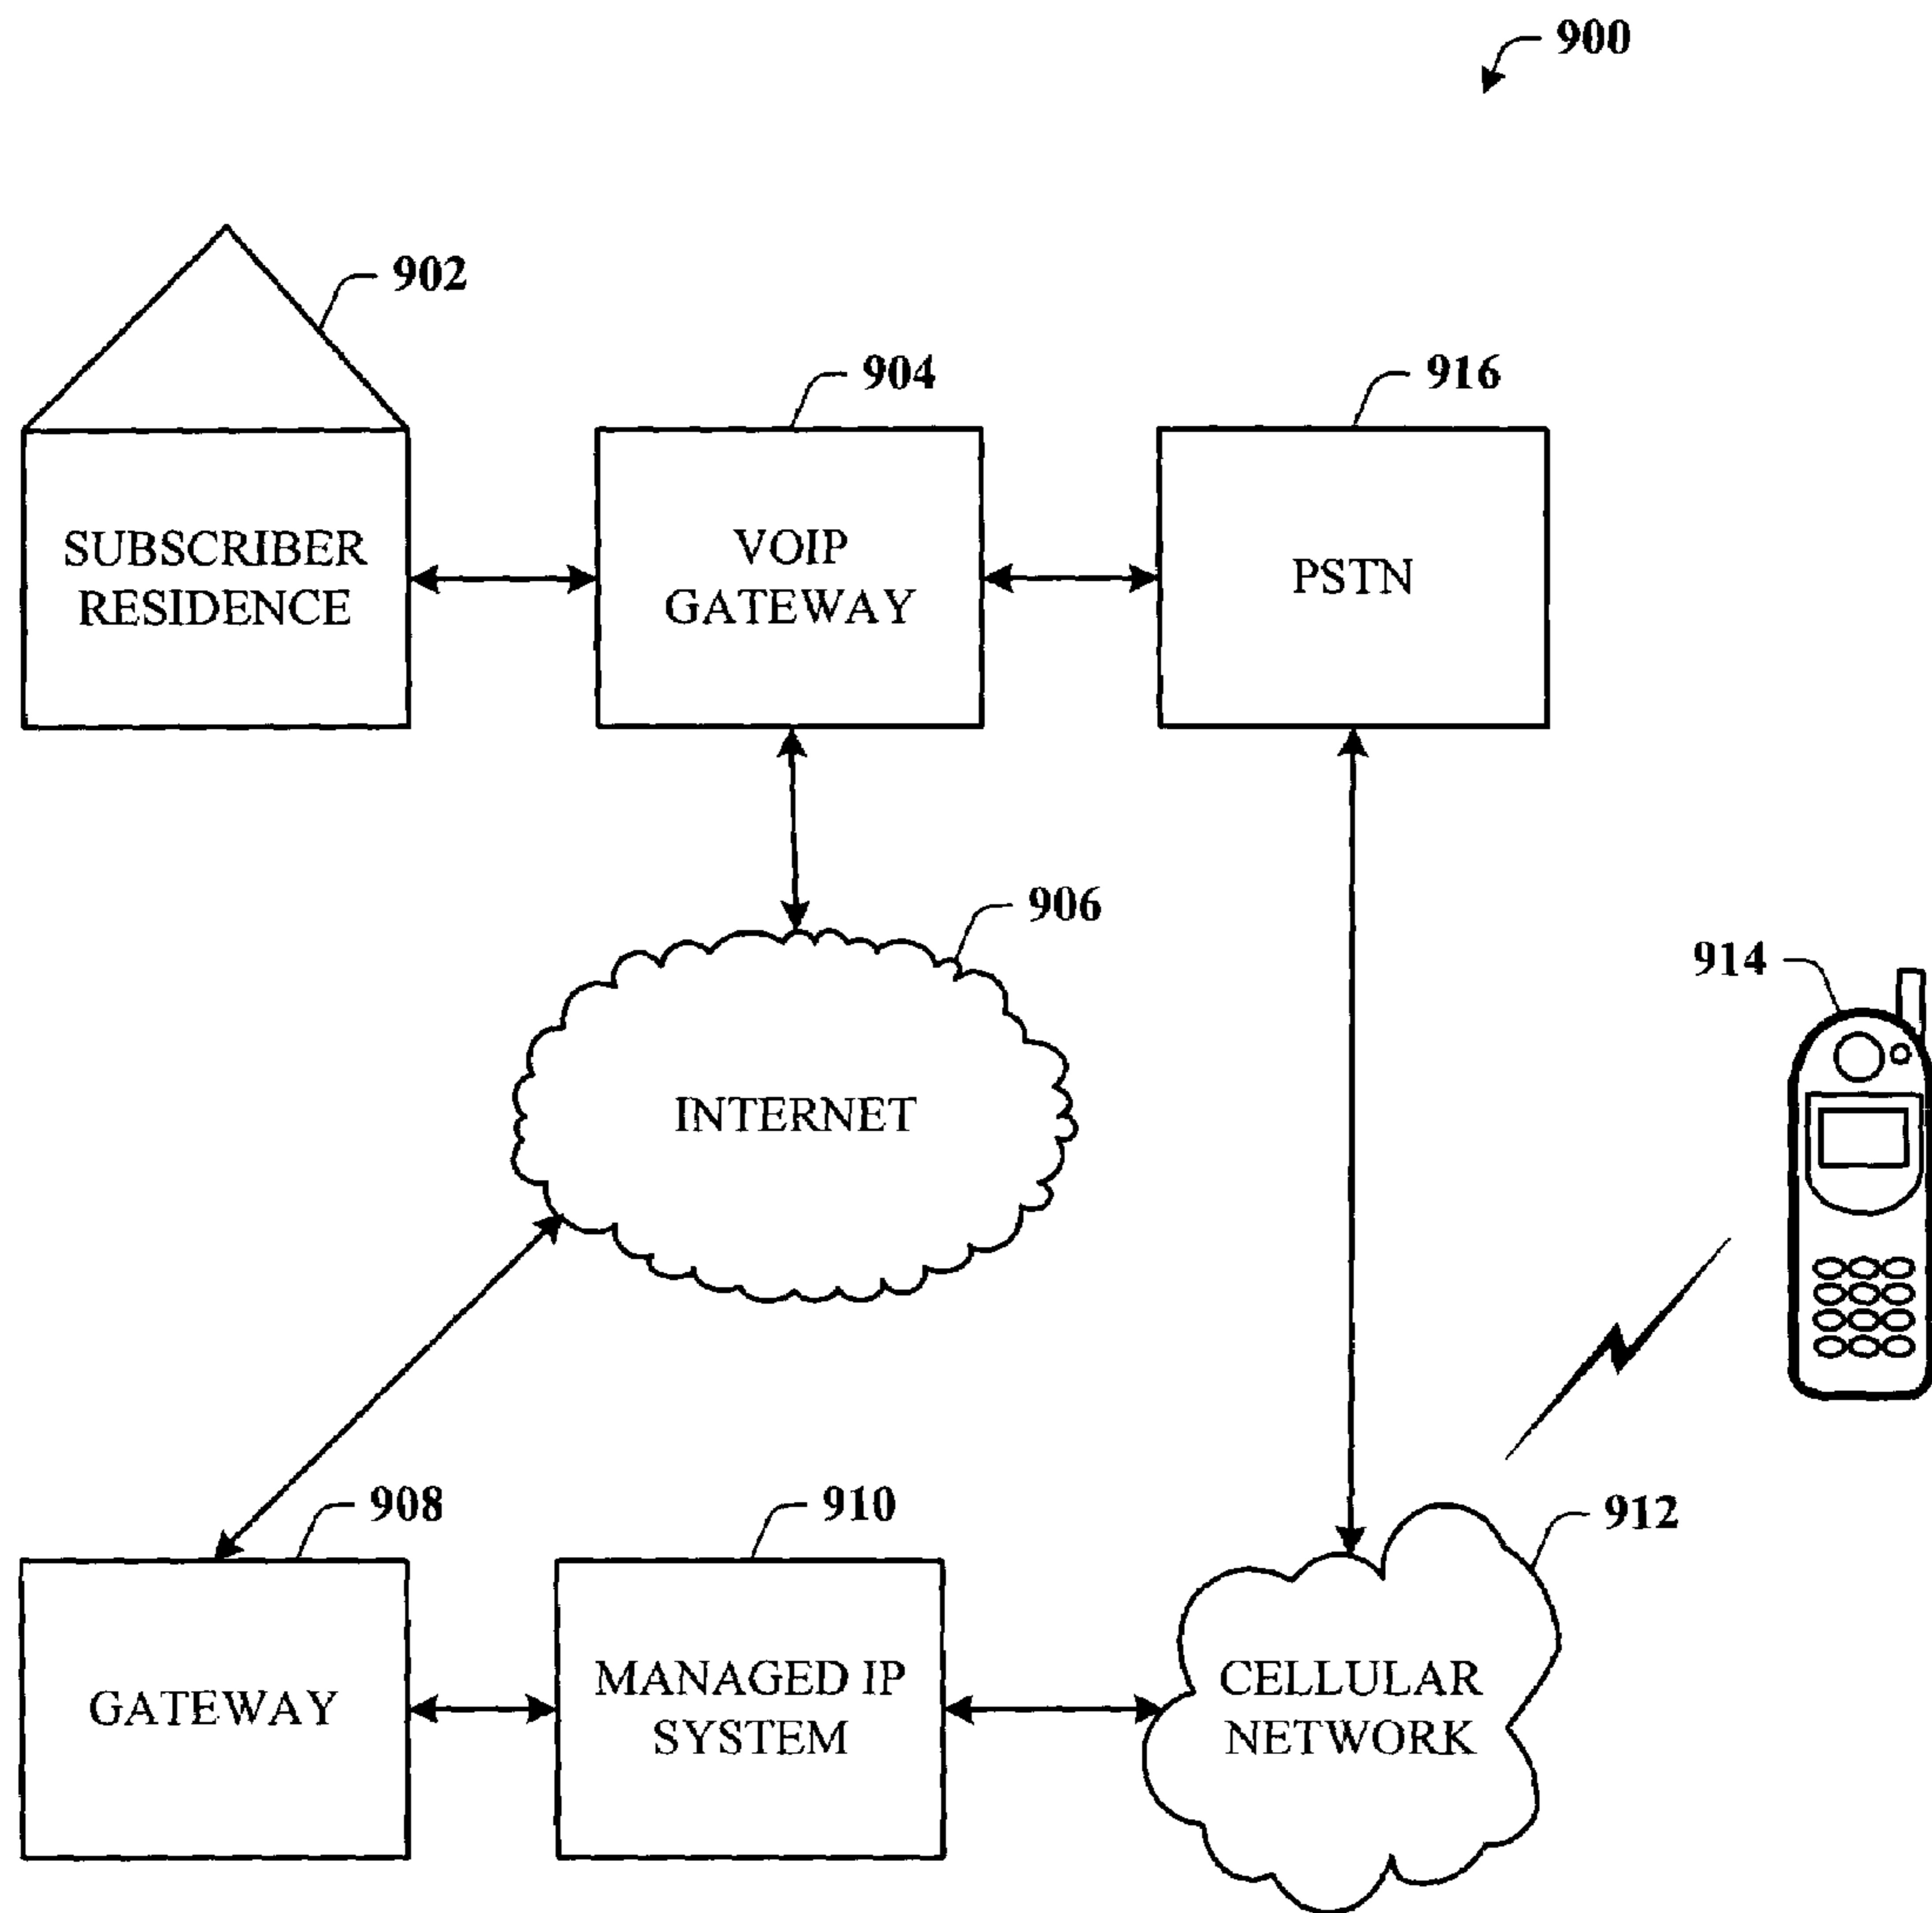 900
902
904
916
SUBSCRIBER
RESIDENCE
VOIP
GATEWAY
PSTN
906
914
INTERNET
908
910
912
GATEWAY
MANAGED IP
SYSTEM
CELLULAR
NETWORK